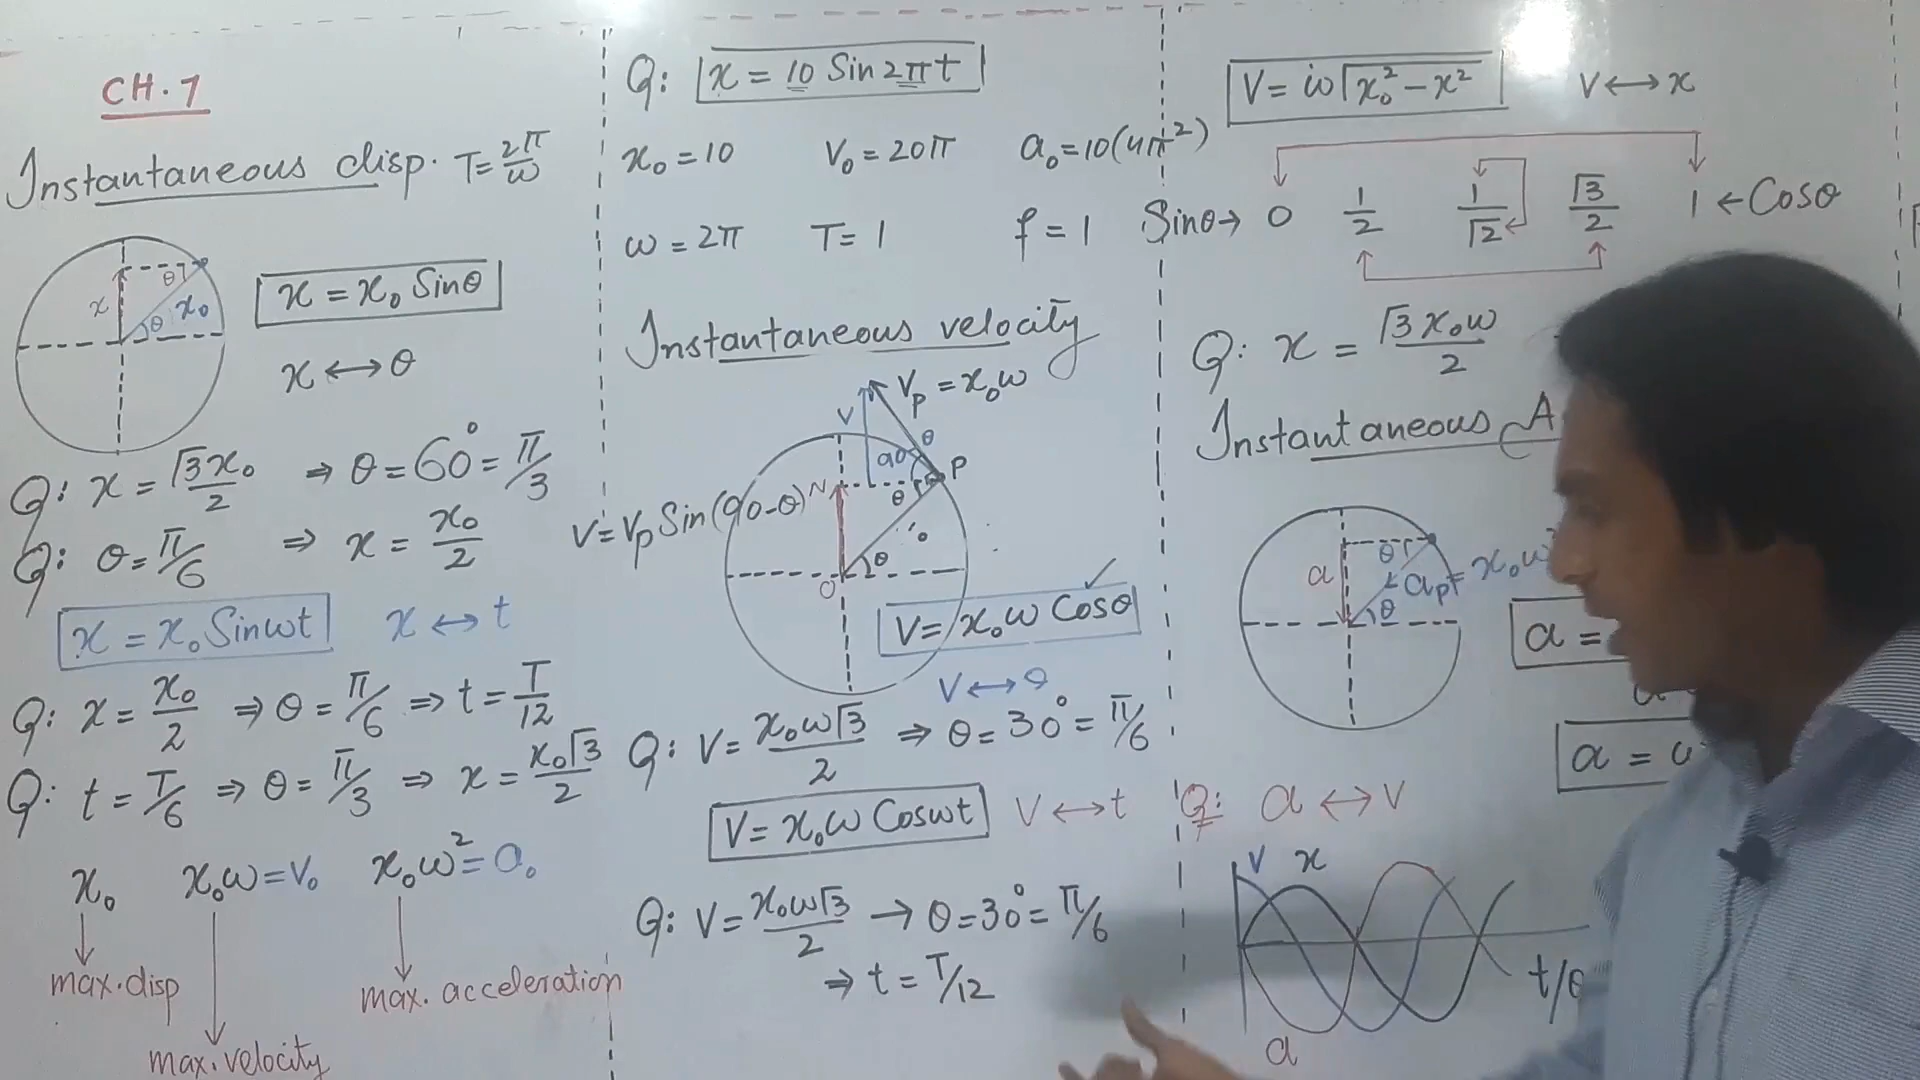 CH.7
Instantaneous disp. T=2π/ω
x
θ
θ
x₀
x = x₀ Sinθ
x ↔ θ
Q: x = √3x₀/2 ⇒ θ = 60° = π/3
Q: θ = π/6 ⇒ x = x₀/2
x = x₀ Sinωt x ↔ t
Q: x = x₀/2 ⇒ θ = π/6 ⇒ t = T/12
Q: t = T/6 ⇒ θ = π/3 ⇒ x = x₀√3/2
x₀ x₀ω = v₀ x₀ω² = a₀
max. disp
max. velocity
max. acceleration
Q: x = 10 Sin2πt
x₀ = 10 V₀ = 20π a₀ = 10(4π²)
ω = 2π T = 1 f = 1
Instantaneous velocity
V
Vp = x₀ω
θ
90
P
N
θ
V = Vp Sin(90-θ)
O
θ
V = x₀ω Cosθ ✓
V ↔ θ
Q: V = x₀ω√3/2 ⇒ θ = 30° = π/6
V = x₀ω Cosωt V ↔ t
Q: V = x₀ω√3/2 → θ = 30° = π/6
⇒ t = T/12
V = ω√x₀² − x² V ↔ x
Sinθ → 0 1/2 1/√2 √3/2 1 ← Cosθ
Q: x = √3x₀ω/2
Instantaneous A
a
θ
θ
ap = x₀ω
a =
a =
Q: a ↔ V
V x
t/θ
a